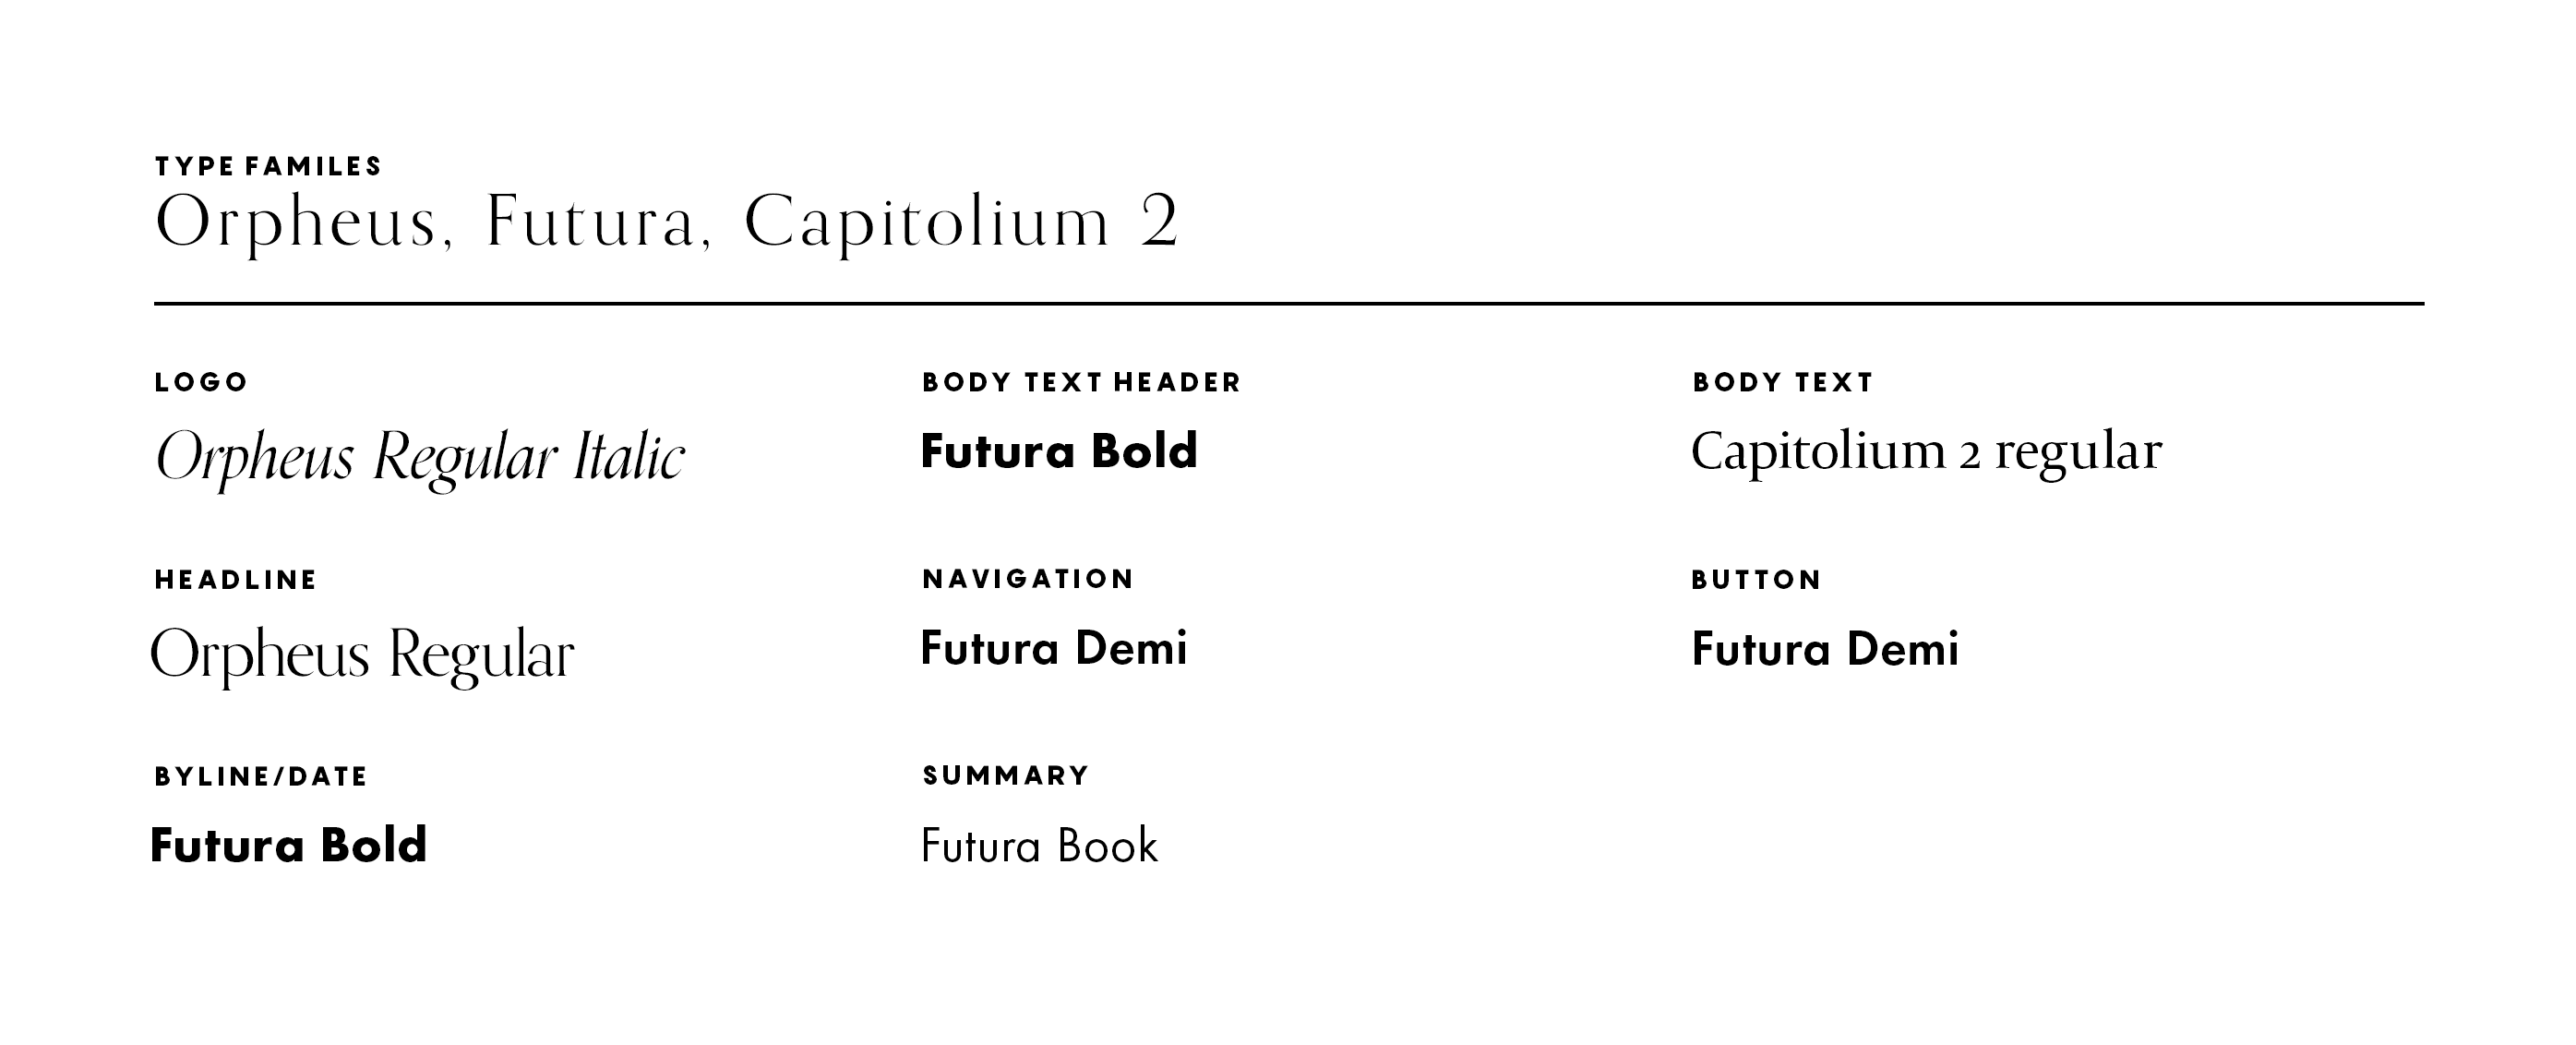 TYPE FAMILES
Orpheus, Futura, Capitolium 2
LOGO
Orpheus Regular Italic
BODY TEXT HEADER
Futura Bold
BODY TEXT
Capitolium 2 regular
HEADLINE
Orpheus Regular
NAVIGATION
Futura Demi
BUTTON
Futura Demi
BYLINE/DATE
Futura Bold
SUMMARY
Futura Book